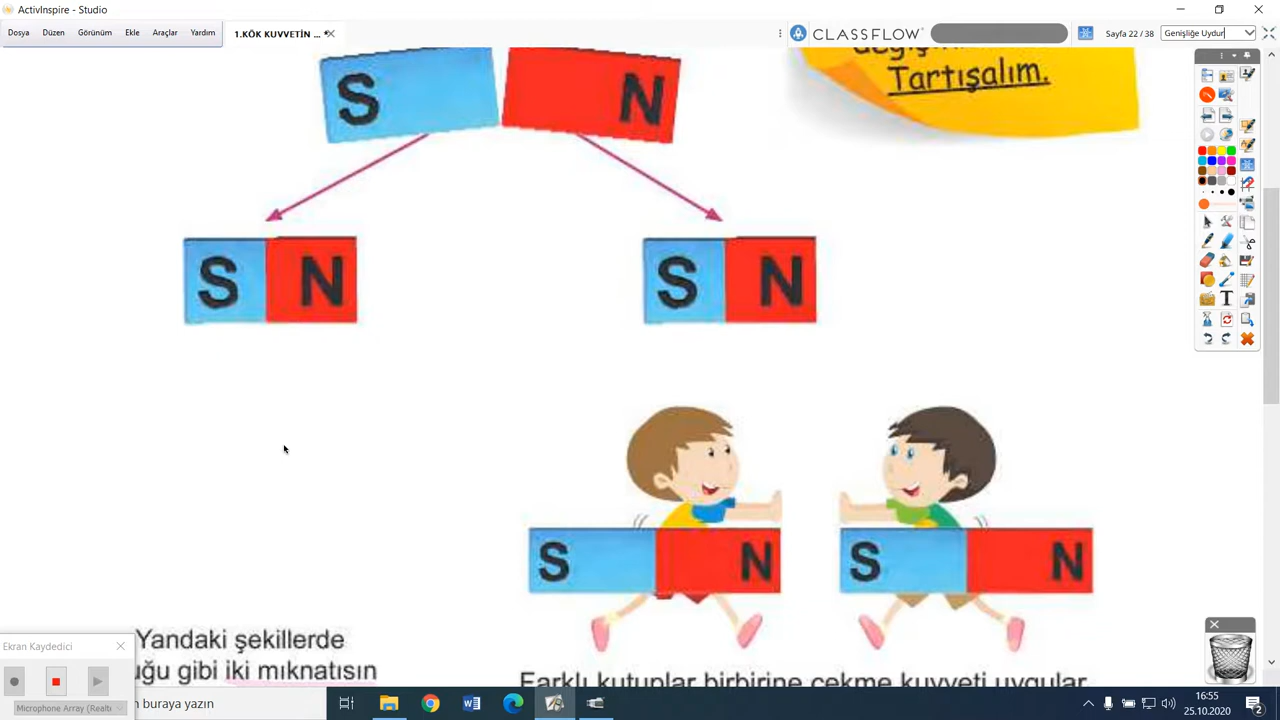 ActivInspire - Studio
Dosya Düzen Görünüm Ekle Araçlar Yardım
1.KÖK KUVVETİN ... *
CLASSFLOW
Sayfa 22 / 38
Genişliğe Uydur
Tartışalım.
S N
S N
S N
S N
S N
Yandaki şekillerde
iki mıknatısın
gibi
Farklı kutuplar birbirine çekme kuvveti uygular
Ekran Kaydedici
Microphone Array (Realt
buraya yazın
T
W
16:55
25.10.2020
2